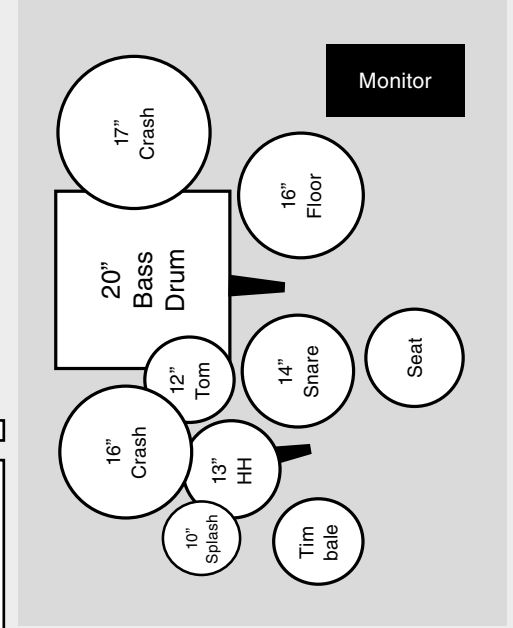 Monitor
17”
Crash
16”
Floor
20”
Bass
Drum
12”
Tom
14”
Snare
Seat
16”
Crash
13”
HH
10”
Splash
Tim
bale